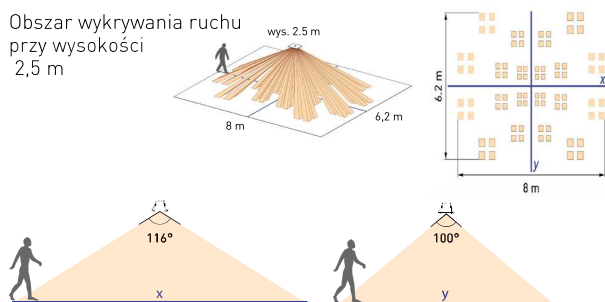 Obszar wykrywania ruchu
przy wysokości
2,5 m
wys. 2.5 m
8 m
6,2 m
6.2 m
x
y
8 m
116°
x
100°
y